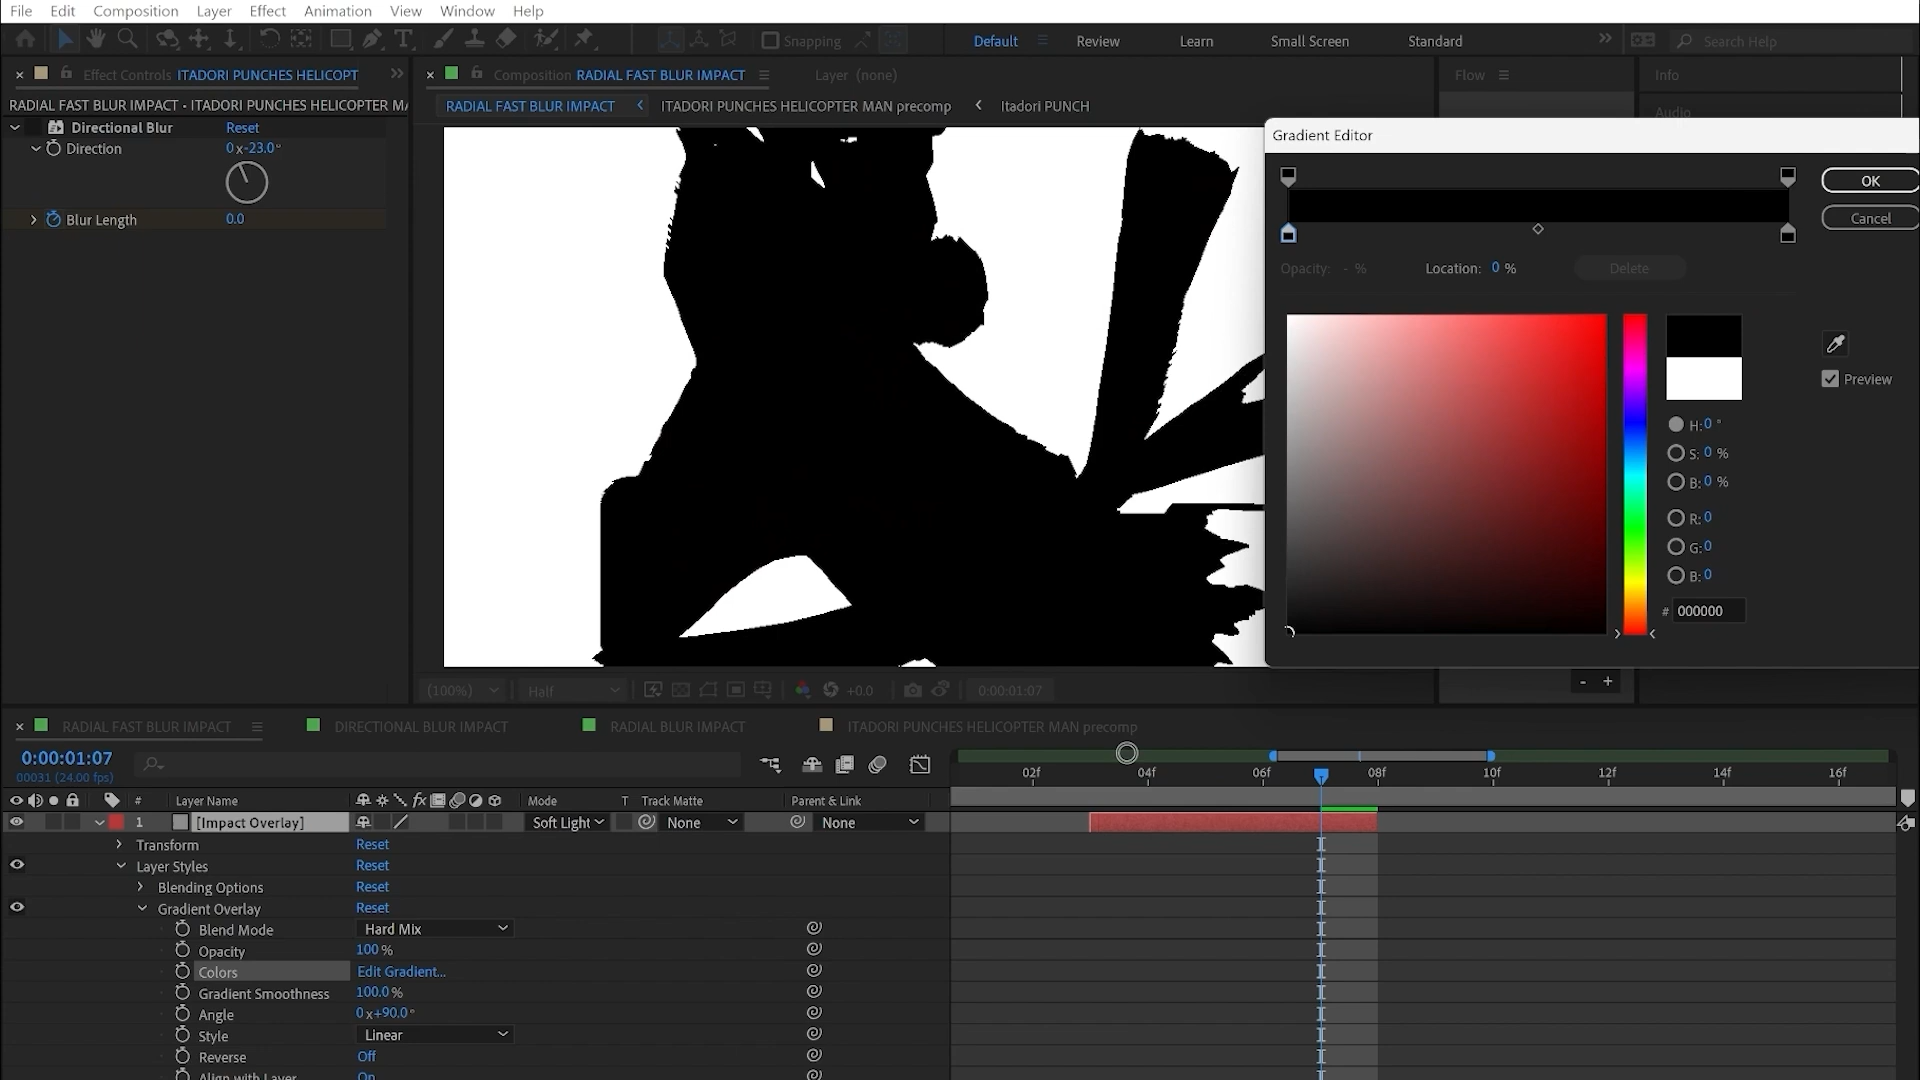 File Edit Composition Layer Effect Animation View Window Help
Snapping Default Review Learn Small Screen Standard Search Help
Effect Controls ITADORI PUNCHES HELICOPT
Composition RADIAL FAST BLUR IMPACT Layer (none)
Flow
Info
RADIAL FAST BLUR IMPACT • ITADORI PUNCHES HELICOPTER MA
RADIAL FAST BLUR IMPACT ITADORI PUNCHES HELICOPTER MAN precomp Itadori PUNCH
Audio
fx Directional Blur Reset
Direction 0x-23.0°
Blur Length 0.0
Gradient Editor
OK
Cancel
Opacity: - % Location: 0 % Delete
Preview
H: 0 °
S: 0 %
B: 0 %
R: 0
G: 0
B: 0
# 000000
(100%) Half +0.0 0:00:01:07
- +
RADIAL FAST BLUR IMPACT DIRECTIONAL BLUR IMPACT RADIAL BLUR IMPACT ITADORI PUNCHES HELICOPTER MAN precomp
0:00:01:07
00031 (24.00 fps)
02f 04f 06f 08f 10f 12f 14f 16f
# Layer Name fx Mode T Track Matte Parent & Link
1 [Impact Overlay] Soft Light None None
Transform Reset
Layer Styles Reset
Blending Options Reset
Gradient Overlay Reset
Blend Mode Hard Mix
Opacity 100 %
Colors Edit Gradient...
Gradient Smoothness 100.0 %
Angle 0x+90.0°
Style Linear
Reverse Off
Align with Layer On